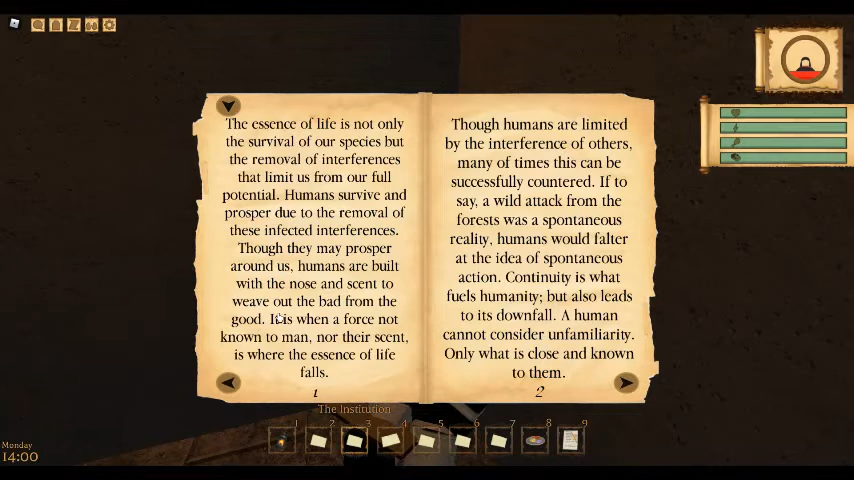 The essence of life is not only
the survival of our species but
the removal of interferences
that limit us from our full
potential. Humans survive and
prosper due to the removal of
these infected interferences.
Though they may prosper
around us, humans are built
with the nose and scent to
weave out the bad from the
good. It is when a force not
known to man, nor their scent,
is where the essence of life
falls.
1
Though humans are limited
by the interference of others,
many of times this can be
successfully countered. If to
say, a wild attack from the
forests was a spontaneous
reality, humans would falter
at the idea of spontaneous
action. Continuity is what
fuels humanity; but also leads
to its downfall. A human
cannot consider unfamiliarity.
Only what is close and known
to them.
2
The Institution
1 2 3 4 5 6 7 8 9
Monday
14:00